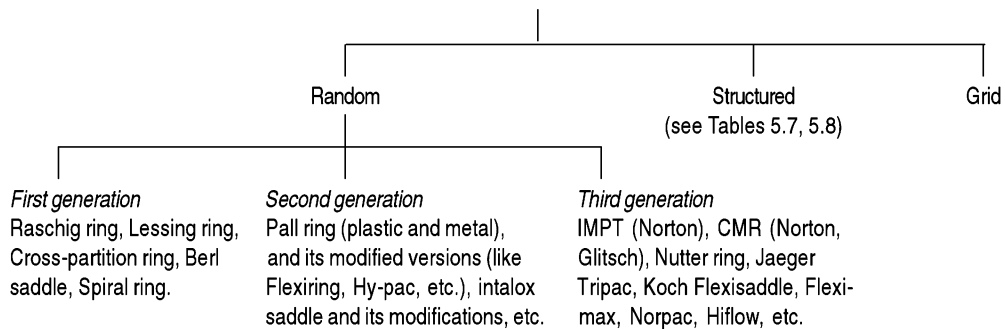 Random
Structured
Grid
(see Tables 5.7, 5.8)
First generation
Raschig ring, Lessing ring,
Cross-partition ring, Berl
saddle, Spiral ring.
Second generation
Pall ring (plastic and metal),
and its modified versions (like
Flexiring, Hy-pac, etc.), intalox
saddle and its modifications, etc.
Third generation
IMPT (Norton), CMR (Norton,
Glitsch), Nutter ring, Jaeger
Tripac, Koch Flexisaddle, Flexi-
max, Norpac, Hiflow, etc.